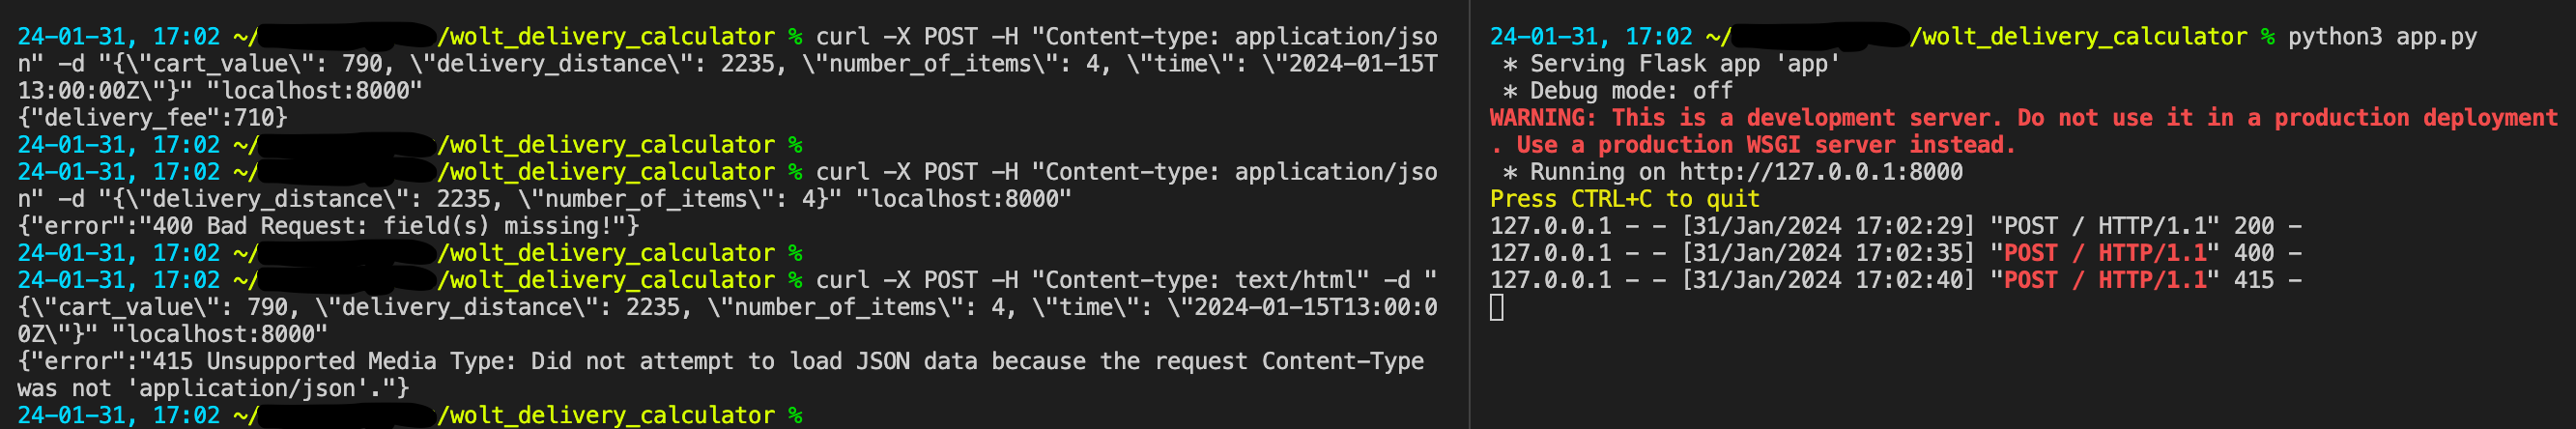 24-01-31, 17:02 ~/ /wolt_delivery_calculator % curl -X POST -H "Content-type: application/jso
n" -d "{\"cart_value\": 790, \"delivery_distance\": 2235, \"number_of_items\": 4, \"time\": \"2024-01-15T
13:00:00Z\"}" "localhost:8000"
{"delivery_fee":710}
24-01-31, 17:02 ~/ /wolt_delivery_calculator %
24-01-31, 17:02 ~/ /wolt_delivery_calculator % curl -X POST -H "Content-type: application/jso
n" -d "{\"delivery_distance\": 2235, \"number_of_items\": 4}" "localhost:8000"
{"error":"400 Bad Request: field(s) missing!"}
24-01-31, 17:02 ~/ /wolt_delivery_calculator %
24-01-31, 17:02 ~/ /wolt_delivery_calculator % curl -X POST -H "Content-type: text/html" -d "
{\"cart_value\": 790, \"delivery_distance\": 2235, \"number_of_items\": 4, \"time\": \"2024-01-15T13:00:0
0Z\"}" "localhost:8000"
{"error":"415 Unsupported Media Type: Did not attempt to load JSON data because the request Content-Type
was not 'application/json'."}
24-01-31, 17:02 ~/ /wolt_delivery_calculator %
24-01-31, 17:02 ~/ /wolt_delivery_calculator % python3 app.py
 * Serving Flask app 'app'
 * Debug mode: off
WARNING: This is a development server. Do not use it in a production deployment
. Use a production WSGI server instead.
 * Running on http://127.0.0.1:8000
Press CTRL+C to quit
127.0.0.1 - - [31/Jan/2024 17:02:29] "POST / HTTP/1.1" 200 -
127.0.0.1 - - [31/Jan/2024 17:02:35] "POST / HTTP/1.1" 400 -
127.0.0.1 - - [31/Jan/2024 17:02:40] "POST / HTTP/1.1" 415 -